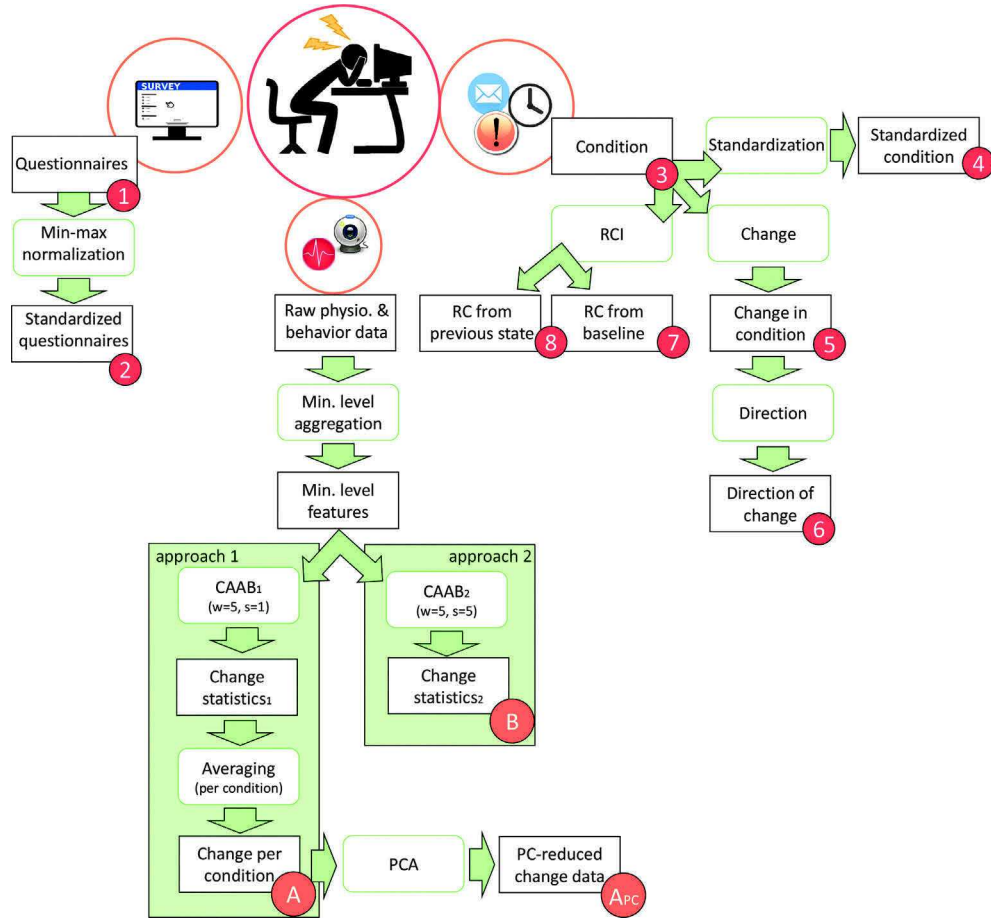 SURVEY
Questionnaires
1
Min-max
normalization
Standardized
questionnaires
2
Condition
3
Standardization
Standardized
condition
4
RCI
Change
RC from
previous state
8
RC from
baseline
7
Change in
condition
5
Direction
Direction of
change
6
Raw physio. &
behavior data
Min. level
aggregation
Min. level
features
approach 1
CAAB₁
(w=5, s=1)
Change
statistics₁
Averaging
(per condition)
Change per
condition
A
approach 2
CAAB₂
(w=5, s=5)
Change
statistics₂
B
PCA
PC-reduced
change data
APC